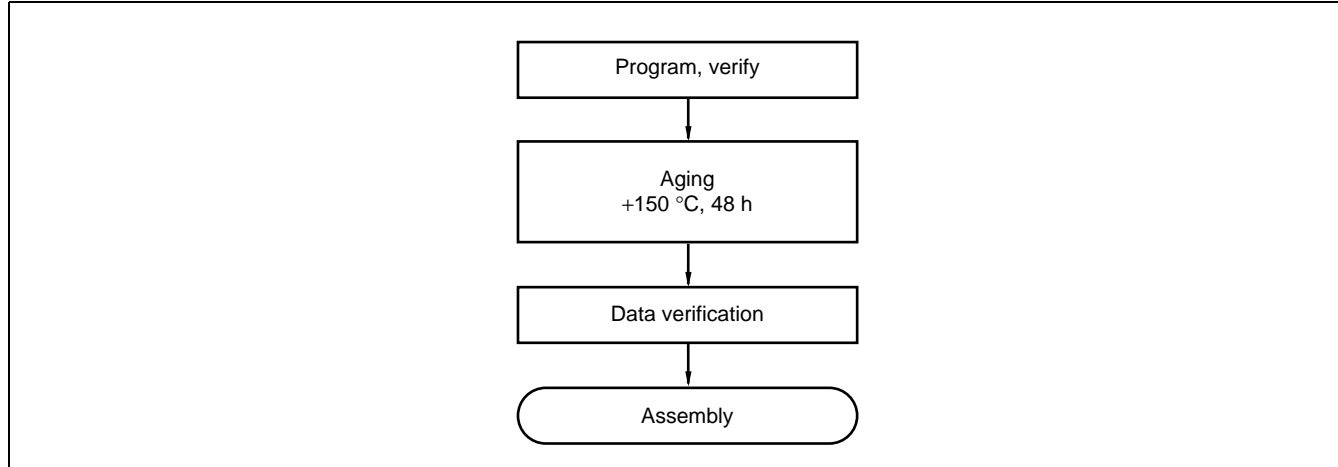 Program, verify
Aging
+150 °C, 48 h
Data verification
Assembly